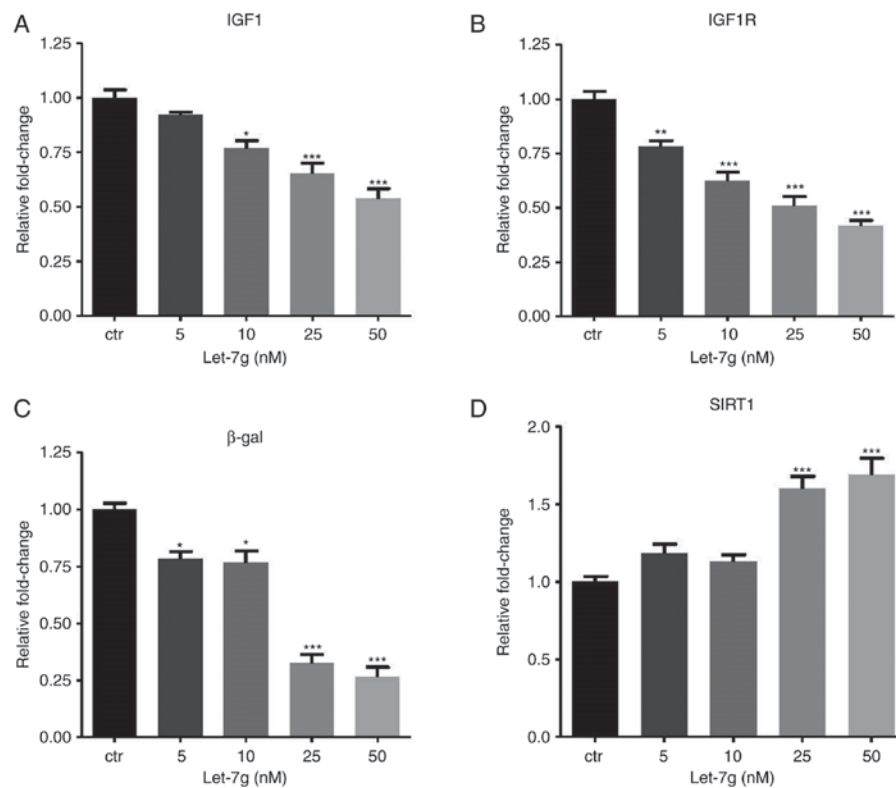 A
IGF1
Relative fold-change
1.25
1.00
0.75
0.50
0.25
0.00
*
***
***
ctr 5 10 25 50
Let-7g (nM)
B
IGF1R
Relative fold-change
1.25
1.00
0.75
0.50
0.25
0.00
**
***
***
***
ctr 5 10 25 50
Let-7g (nM)
C
β-gal
Relative fold-change
1.25
1.00
0.75
0.50
0.25
0.00
* *
***
***
ctr 5 10 25 50
Let-7g (nM)
D
SIRT1
Relative fold-change
2.0
1.5
1.0
0.5
0.0
***
***
ctr 5 10 25 50
Let-7g (nM)